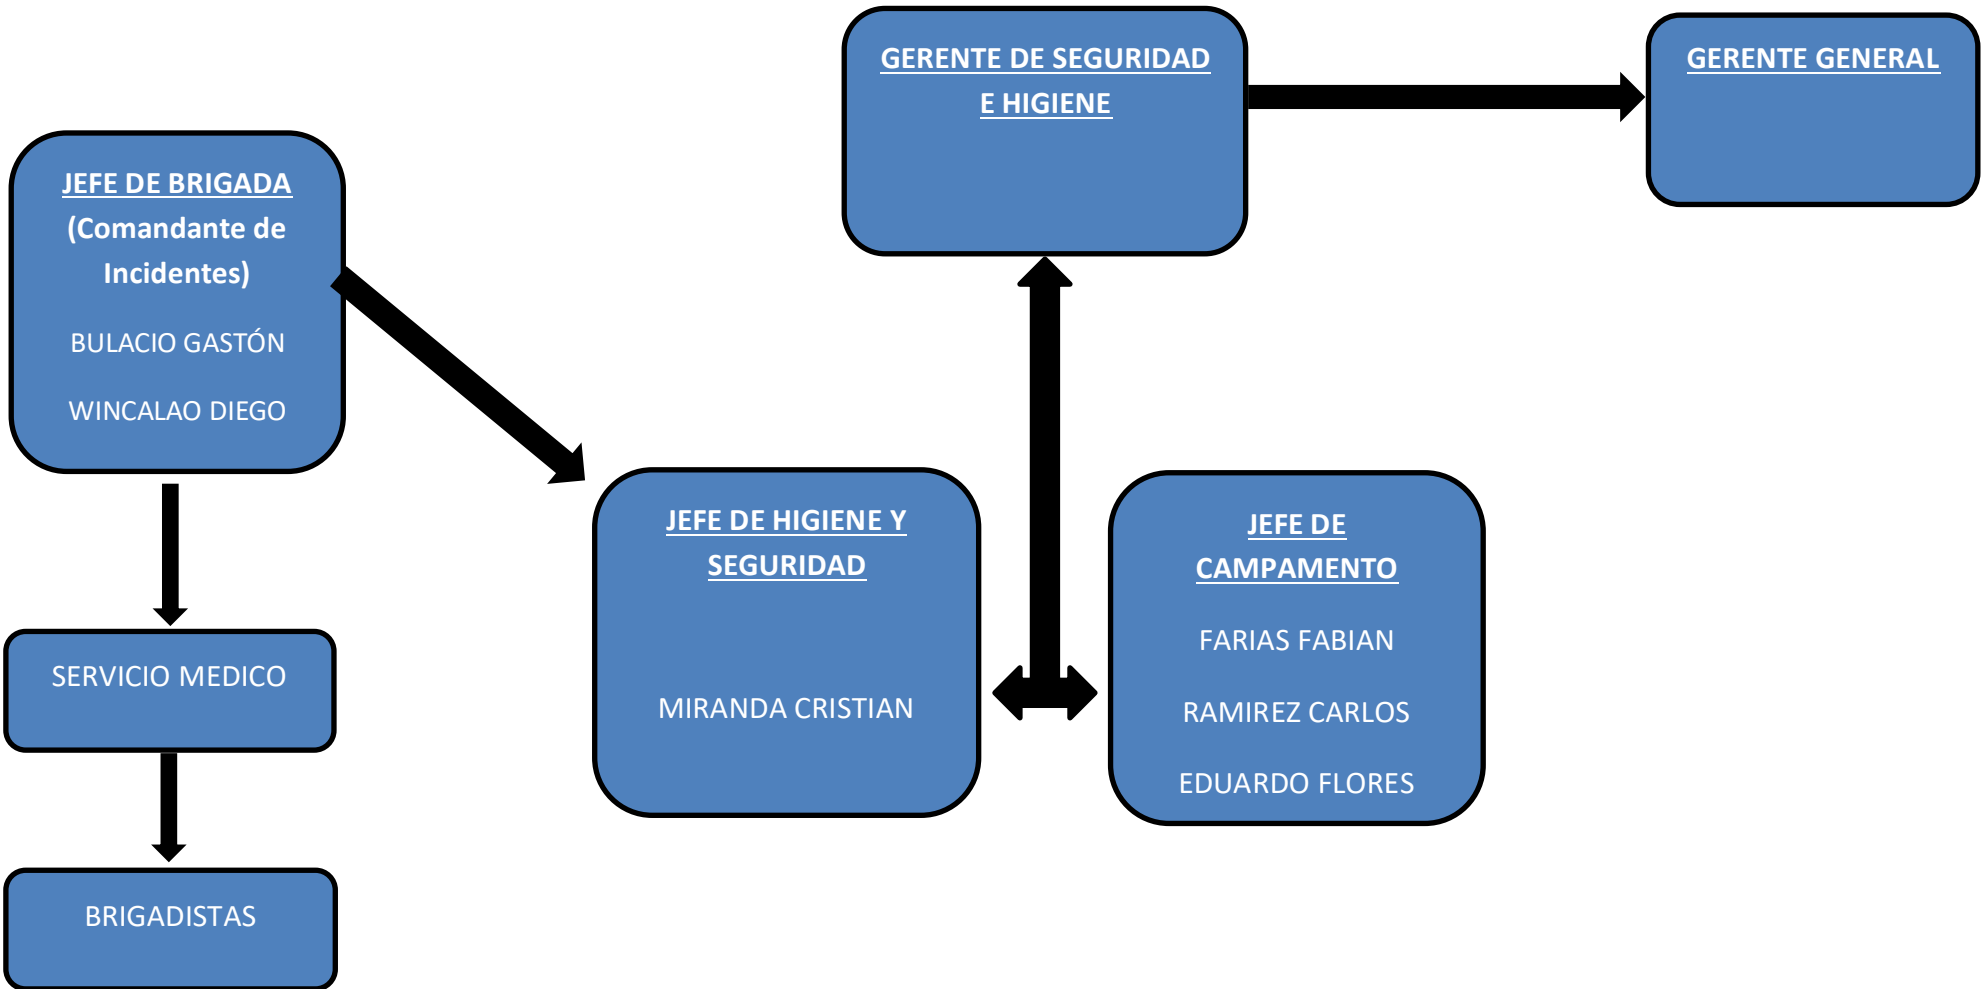 GERENTE DE SEGURIDAD
E HIGIENE
GERENTE GENERAL
JEFE DE BRIGADA
(Comandante de
Incidentes)
BULACIO GASTÓN
WINCALAO DIEGO
JEFE DE HIGIENE Y
SEGURIDAD
MIRANDA CRISTIAN
JEFE DE
CAMPAMENTO
FARIAS FABIAN
RAMIREZ CARLOS
EDUARDO FLORES
SERVICIO MEDICO
BRIGADISTAS